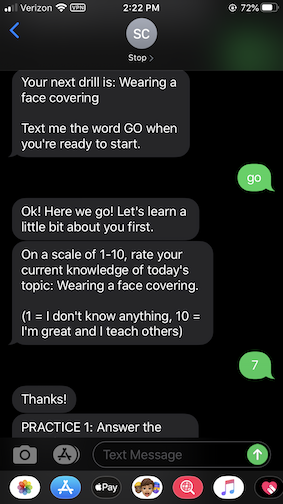 Verizon VPN 2:22 PM 72%
SC
Stop >
Your next drill is: Wearing a
face covering
Text me the word GO when
you're ready to start.
go
Ok! Here we go! Let's learn a
little bit about you first.
On a scale of 1-10, rate your
current knowledge of today's
topic: Wearing a face covering.
(1 = I don't know anything, 10 =
I'm great and I teach others)
7
Thanks!
PRACTICE 1: Answer the
Text Message
Pay